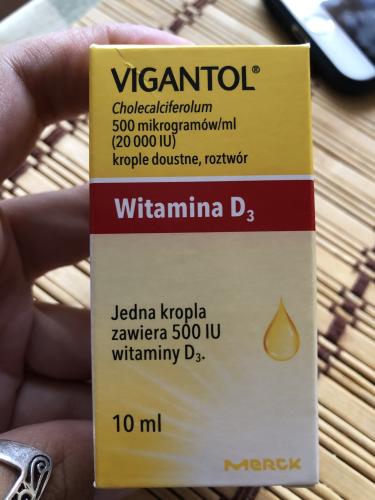 VIGANTOL®
Cholecalciferolum
500 mikrogramów/ml
(20 000 IU)
krople doustne, roztwór
Witamina D₃
Jedna kropla
zawiera 500 IU
witaminy D₃.
10 ml
MERCK